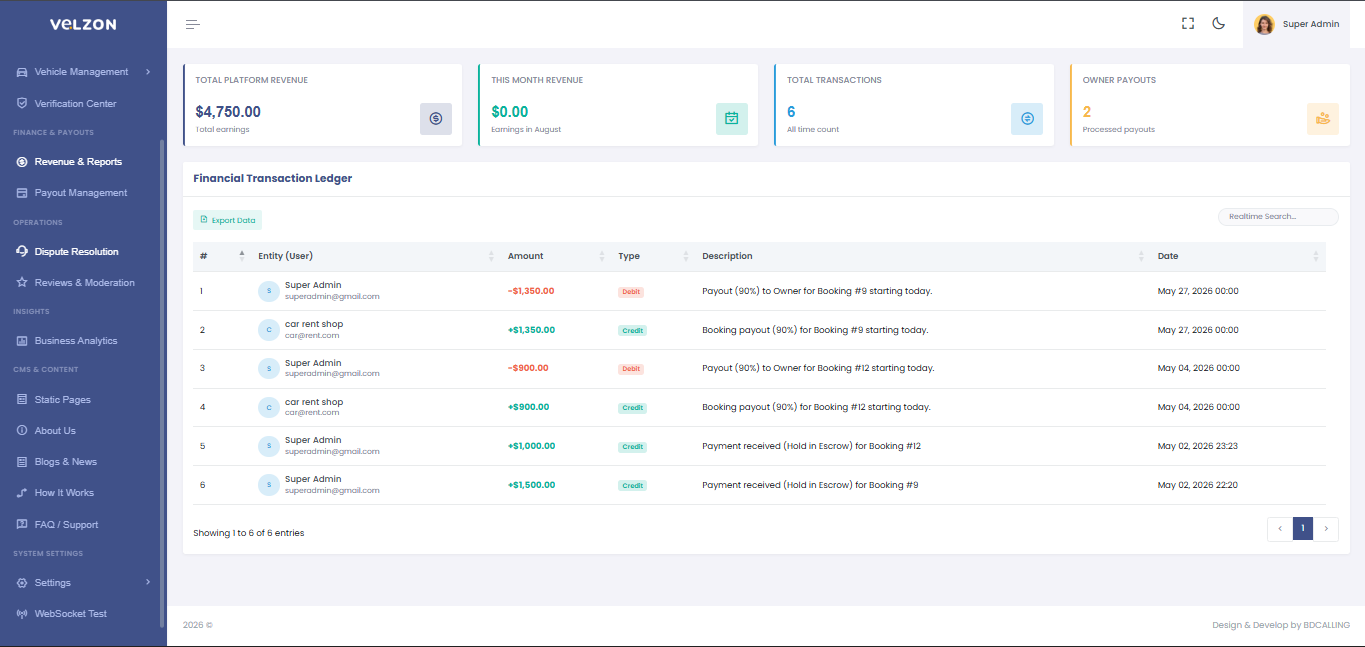 VELZON
Super Admin
Vehicle Management
Verification Center
FINANCE & PAYOUTS
Revenue & Reports
Payout Management
OPERATIONS
Dispute Resolution
Reviews & Moderation
INSIGHTS
Business Analytics
CMS & CONTENT
Static Pages
About Us
Blogs & News
How It Works
FAQ / Support
SYSTEM SETTINGS
Settings
WebSocket Test
TOTAL PLATFORM REVENUE
$4,750.00
Total earnings
THIS MONTH REVENUE
$0.00
Earnings in August
TOTAL TRANSACTIONS
6
All time count
OWNER PAYOUTS
2
Processed payouts
Financial Transaction Ledger
Export Data
Realtime Search...
# Entity (User) Amount Type Description Date
1 S Super Admin -$1,350.00 Debit Payout (90%) to Owner for Booking #9 starting today. May 27, 2026 00:00
superadmin@gmail.com
2 C car rent shop +$1,350.00 Credit Booking payout (90%) for Booking #9 starting today. May 27, 2026 00:00
car@rent.com
3 S Super Admin -$900.00 Debit Payout (90%) to Owner for Booking #12 starting today. May 04, 2026 00:00
superadmin@gmail.com
4 C car rent shop +$900.00 Credit Booking payout (90%) for Booking #12 starting today. May 04, 2026 00:00
car@rent.com
5 S Super Admin +$1,000.00 Credit Payment received (Hold in Escrow) for Booking #12 May 02, 2026 23:23
superadmin@gmail.com
6 S Super Admin +$1,500.00 Credit Payment received (Hold in Escrow) for Booking #9 May 02, 2026 22:20
superadmin@gmail.com
Showing 1 to 6 of 6 entries
1
2026 ©
Design & Develop by BDCALLING